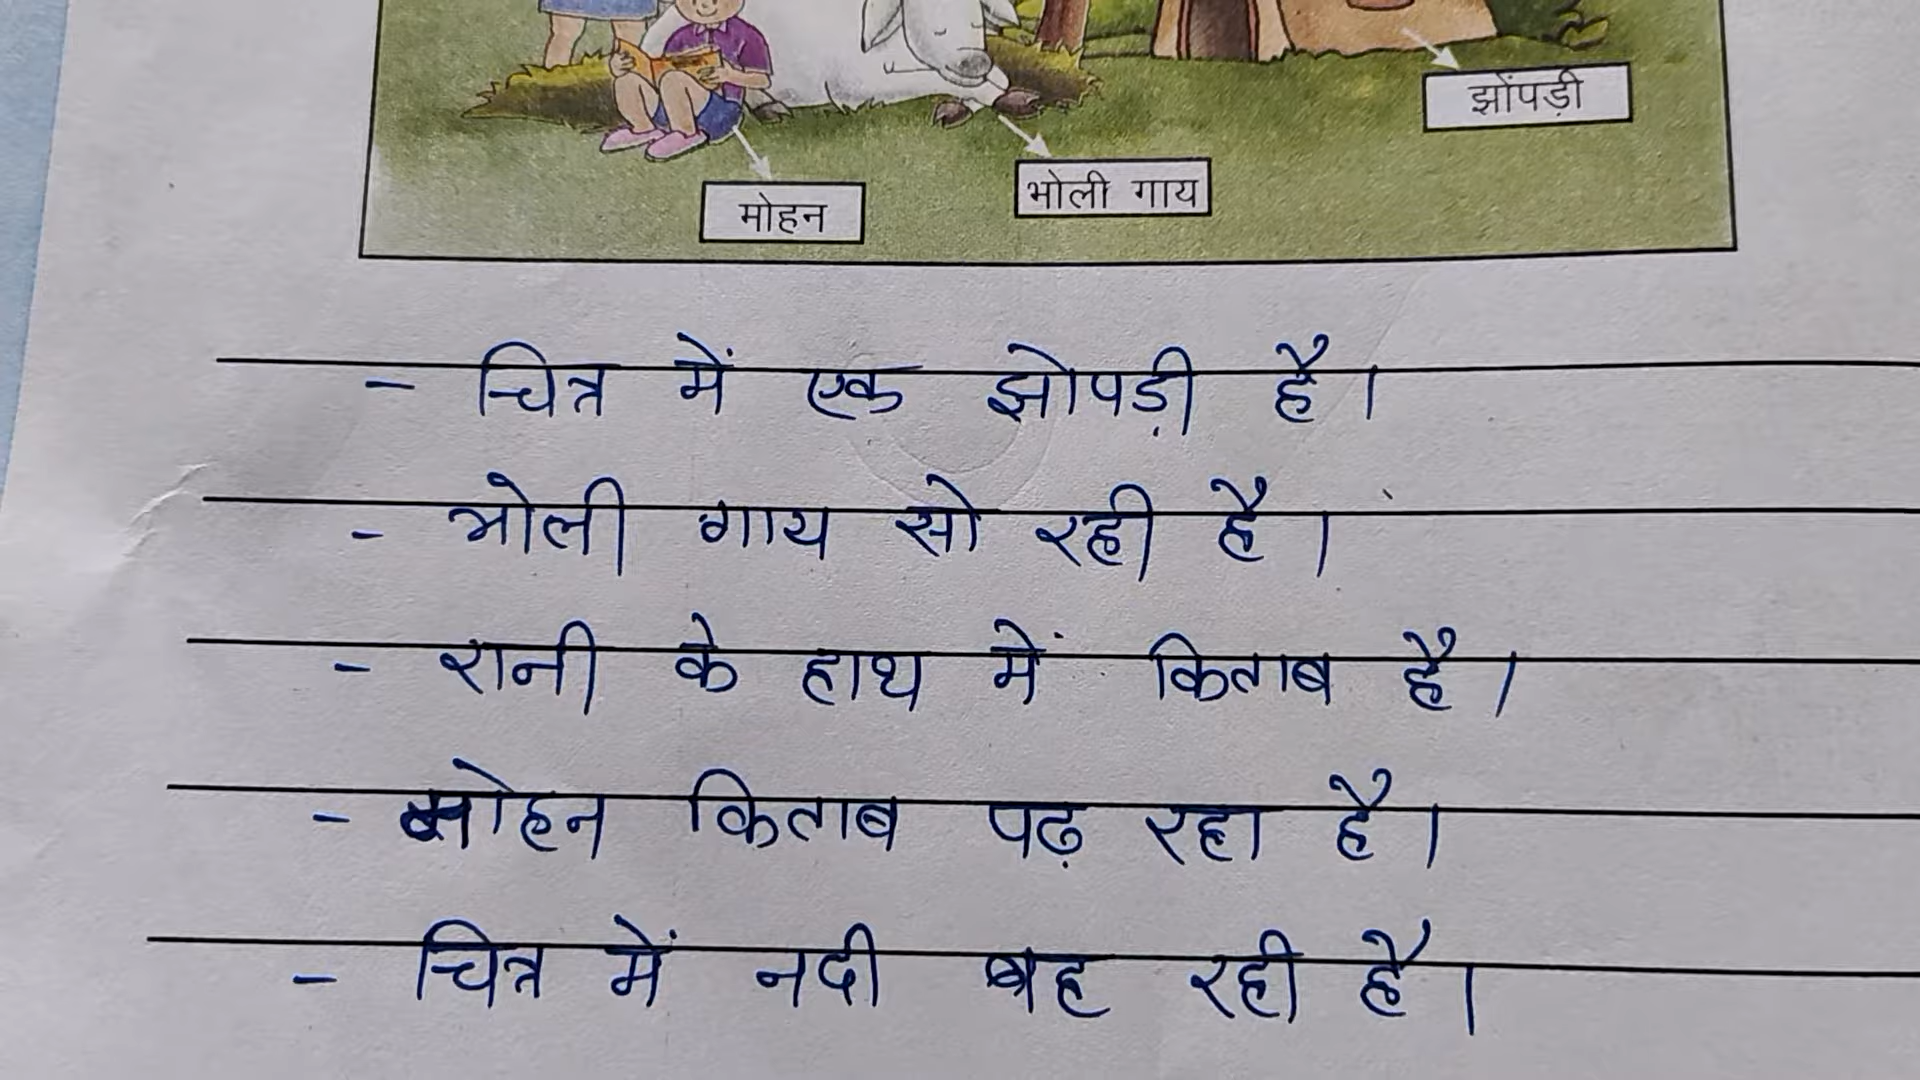 झोंपड़ी
भोली गाय
मोहन
- चित्र में एक झोपड़ी है।
- भोली गाय सो रही है।
- रानी के हाथ में किताब है।
- मोहन किताब पढ़ रहा है।
- चित्र में नदी बह रही है।